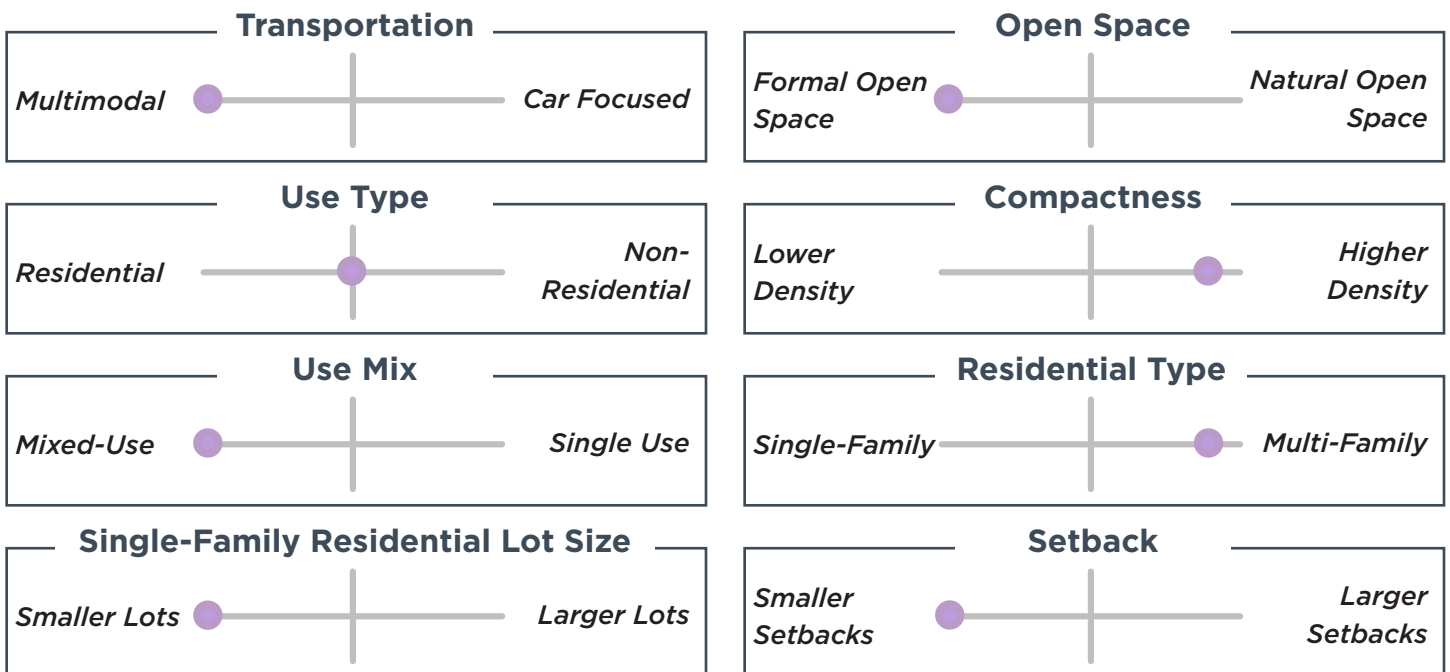 Transportation
Multimodal
Car Focused
Open Space
Formal Open
Space
Natural Open
Space
Use Type
Residential
Non-
Residential
Compactness
Lower
Density
Higher
Density
Use Mix
Mixed-Use
Single Use
Residential Type
Single-Family
Multi-Family
Single-Family Residential Lot Size
Smaller Lots
Larger Lots
Setback
Smaller
Setbacks
Larger
Setbacks